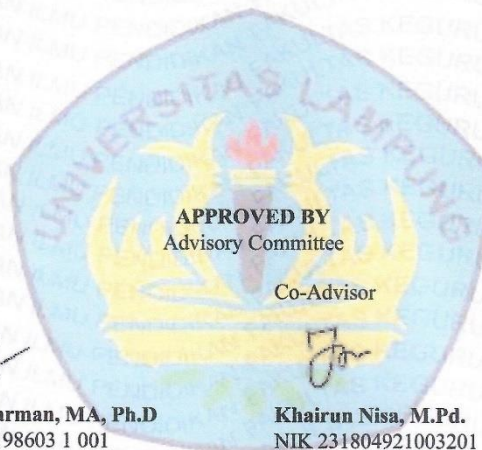 UNIVERSITAS LAMPUNG
APPROVED BY
Advisory Committee
Co-Advisor
arman, MA, Ph.D
98603 1 001
Khairun Nisa, M.Pd.
NIK 231804921003201